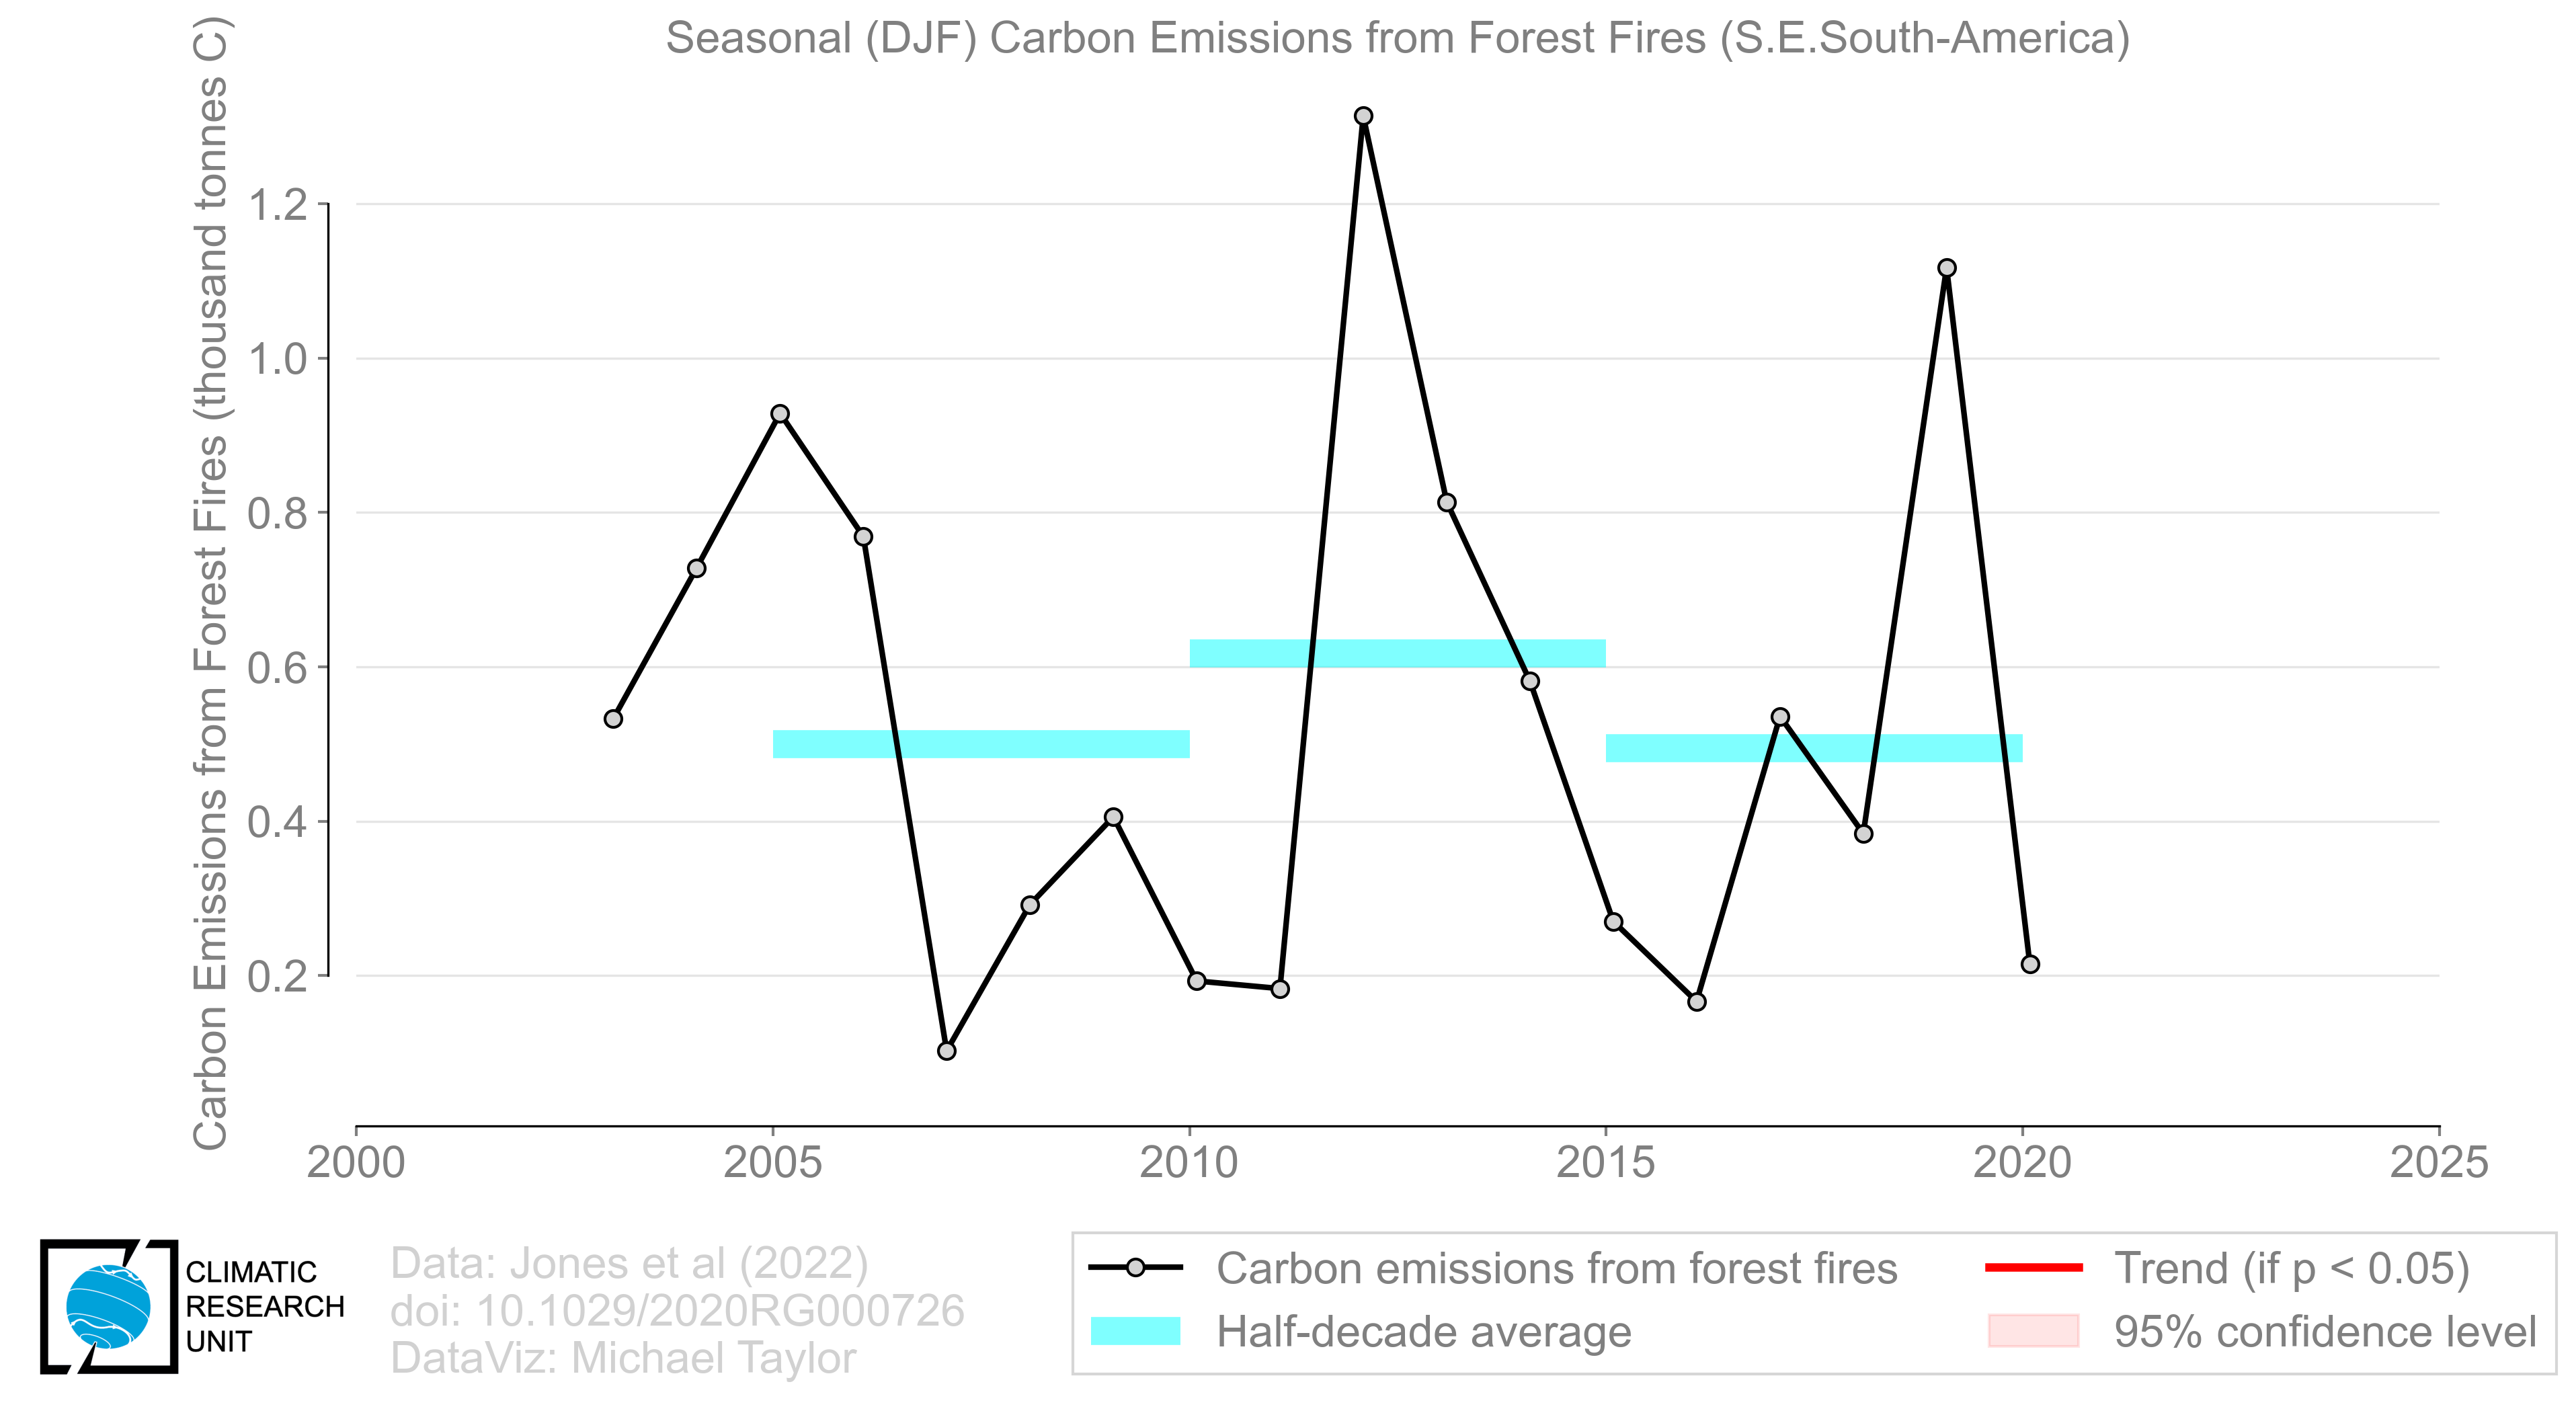 Seasonal (DJF) Carbon Emissions from Forest Fires (S.E.South-America)
Carbon Emissions from Forest Fires (thousand tonnes C)
1.2
1.0
0.8
0.6
0.4
0.2
2000 2005 2010 2015 2020 2025
CLIMATIC
RESEARCH
UNIT
Data: Jones et al (2022)
doi: 10.1029/2020RG000726
DataViz: Michael Taylor
Carbon emissions from forest fires
Half-decade average
Trend (if p < 0.05)
95% confidence level